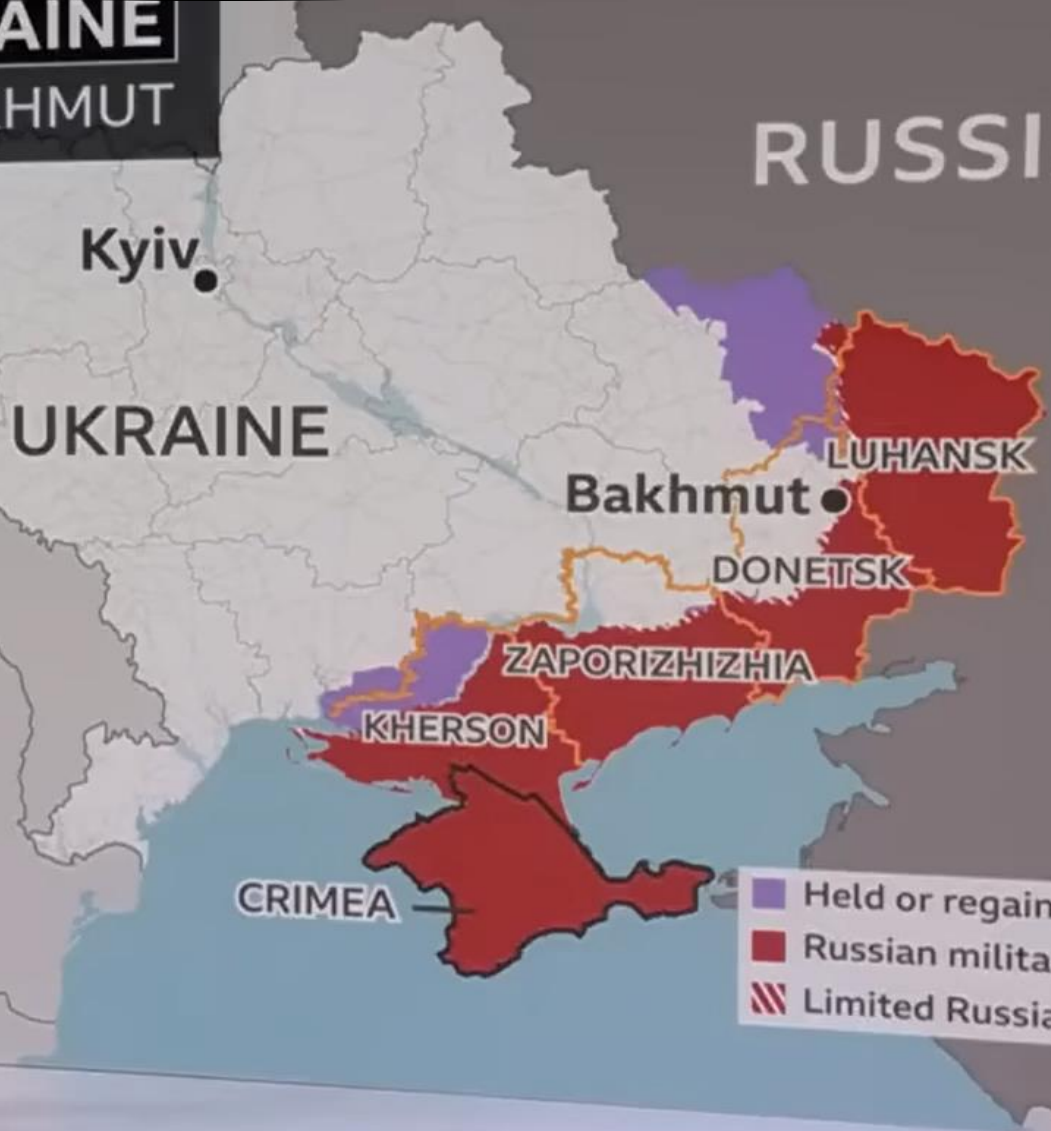 AINE
HMUT
RUSSI
Kyiv
UKRAINE
LUHANSK
Bakhmut
DONETSK
ZAPORIZHIZHIA
KHERSON
CRIMEA
Held or regain
Russian milita
Limited Russia